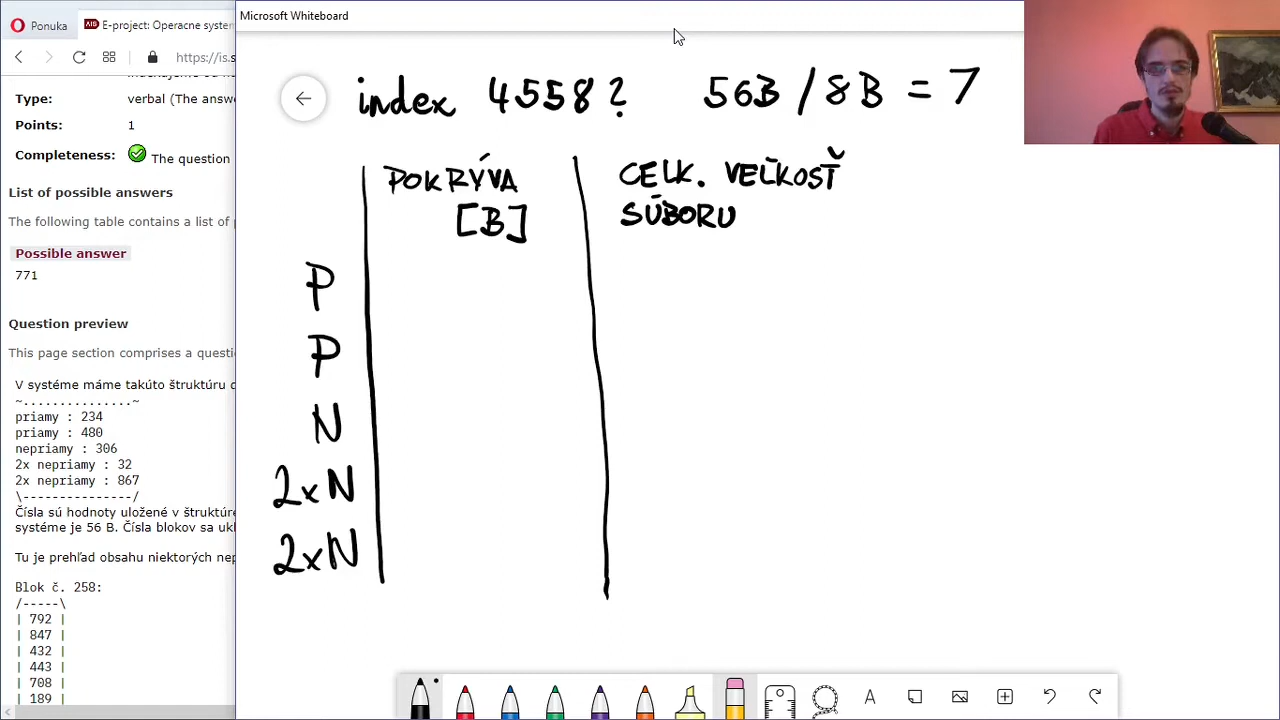 Microsoft Whiteboard
Ponuka
E-project: Operacne system
https://is.s
Type:
verbal (The answe
Points:
1
Completeness:
The question
List of possible answers
The following table contains a list of p
Possible answer
771
Question preview
This page section comprises a questi
V systéme máme takúto štruktúru d
~...............~
priamy : 234
priamy : 480
nepriamy : 306
2x nepriamy : 32
2x nepriamy : 867
\---------------/
Čísla sú hodnoty uložené v štruktúre
systéme je 56 B. Čísla blokov sa ukl
Tu je prehľad obsahu niektorých nep
Blok č. 258:
/-----\
| 792 |
| 847 |
| 432 |
| 443 |
| 708 |
| 189 |
index 4558? 56B / 8B = 7
POKRÝVA [B]
CELK. VEĽKOSŤ
SÚBORU
P
P
N
2xN
2xN
A